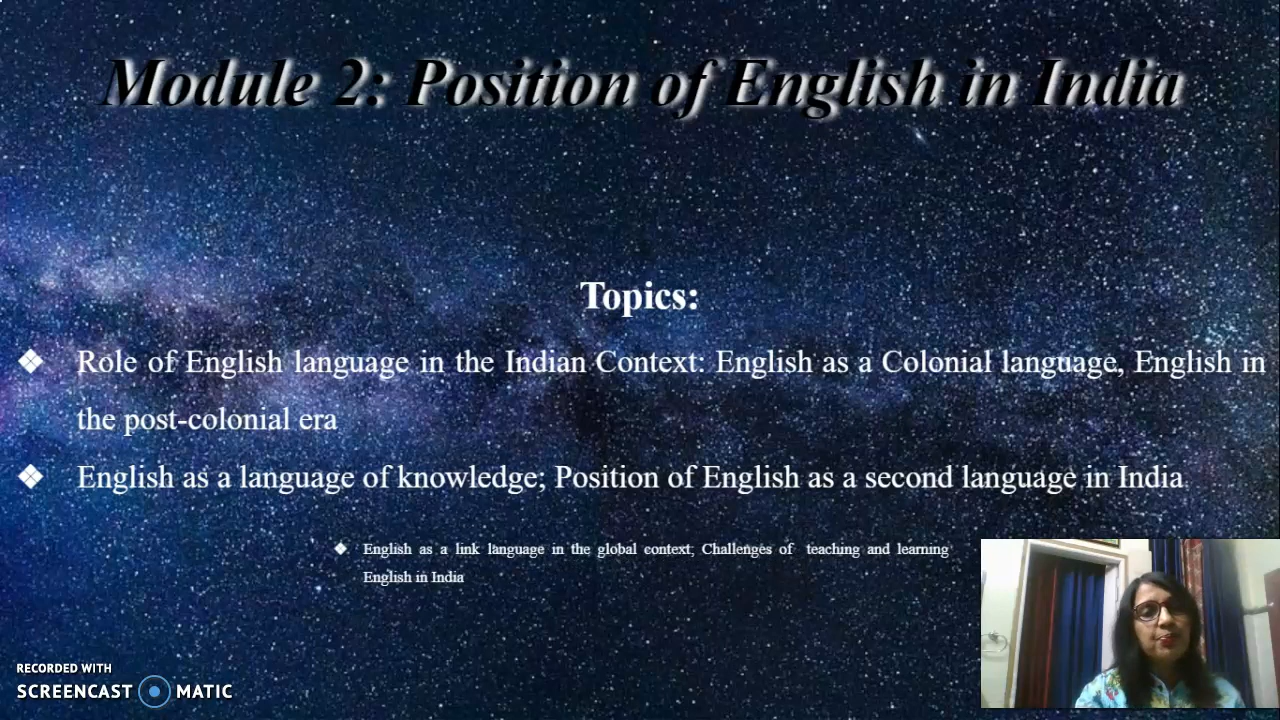 Module 2: Position of English in India
Topics:
❖ Role of English language in the Indian Context: English as a Colonial language, English in
the post-colonial era
❖ English as a language of knowledge; Position of English as a second language in India
❖ English as a link language in the global context; Challenges of teaching and learning
English in India
RECORDED WITH
SCREENCAST MATIC